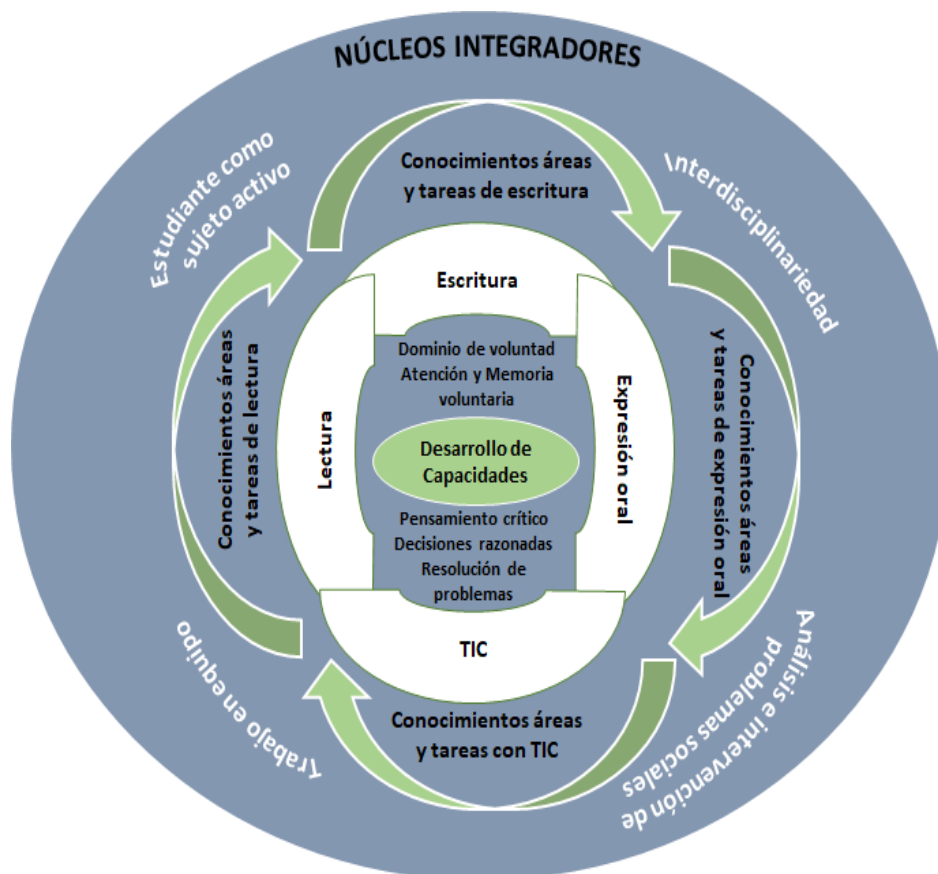 NÚCLEOS INTEGRADORES
Estudiante como
sujeto activo
Interdisciplinariedad
Conocimientos áreas
y tareas de escritura
Escritura
Dominio de voluntad
Atención y Memoria
voluntaria
Conocimientos áreas
y tareas de lectura
Lectura
Desarrollo de
Capacidades
Expresión oral
Conocimientos áreas
y tareas de expresión oral
Pensamiento crítico
Decisiones razonadas
Resolución de
problemas
TIC
Conocimientos áreas
y tareas con TIC
Trabajo en equipo
Análisis e intervención de
problemas sociales